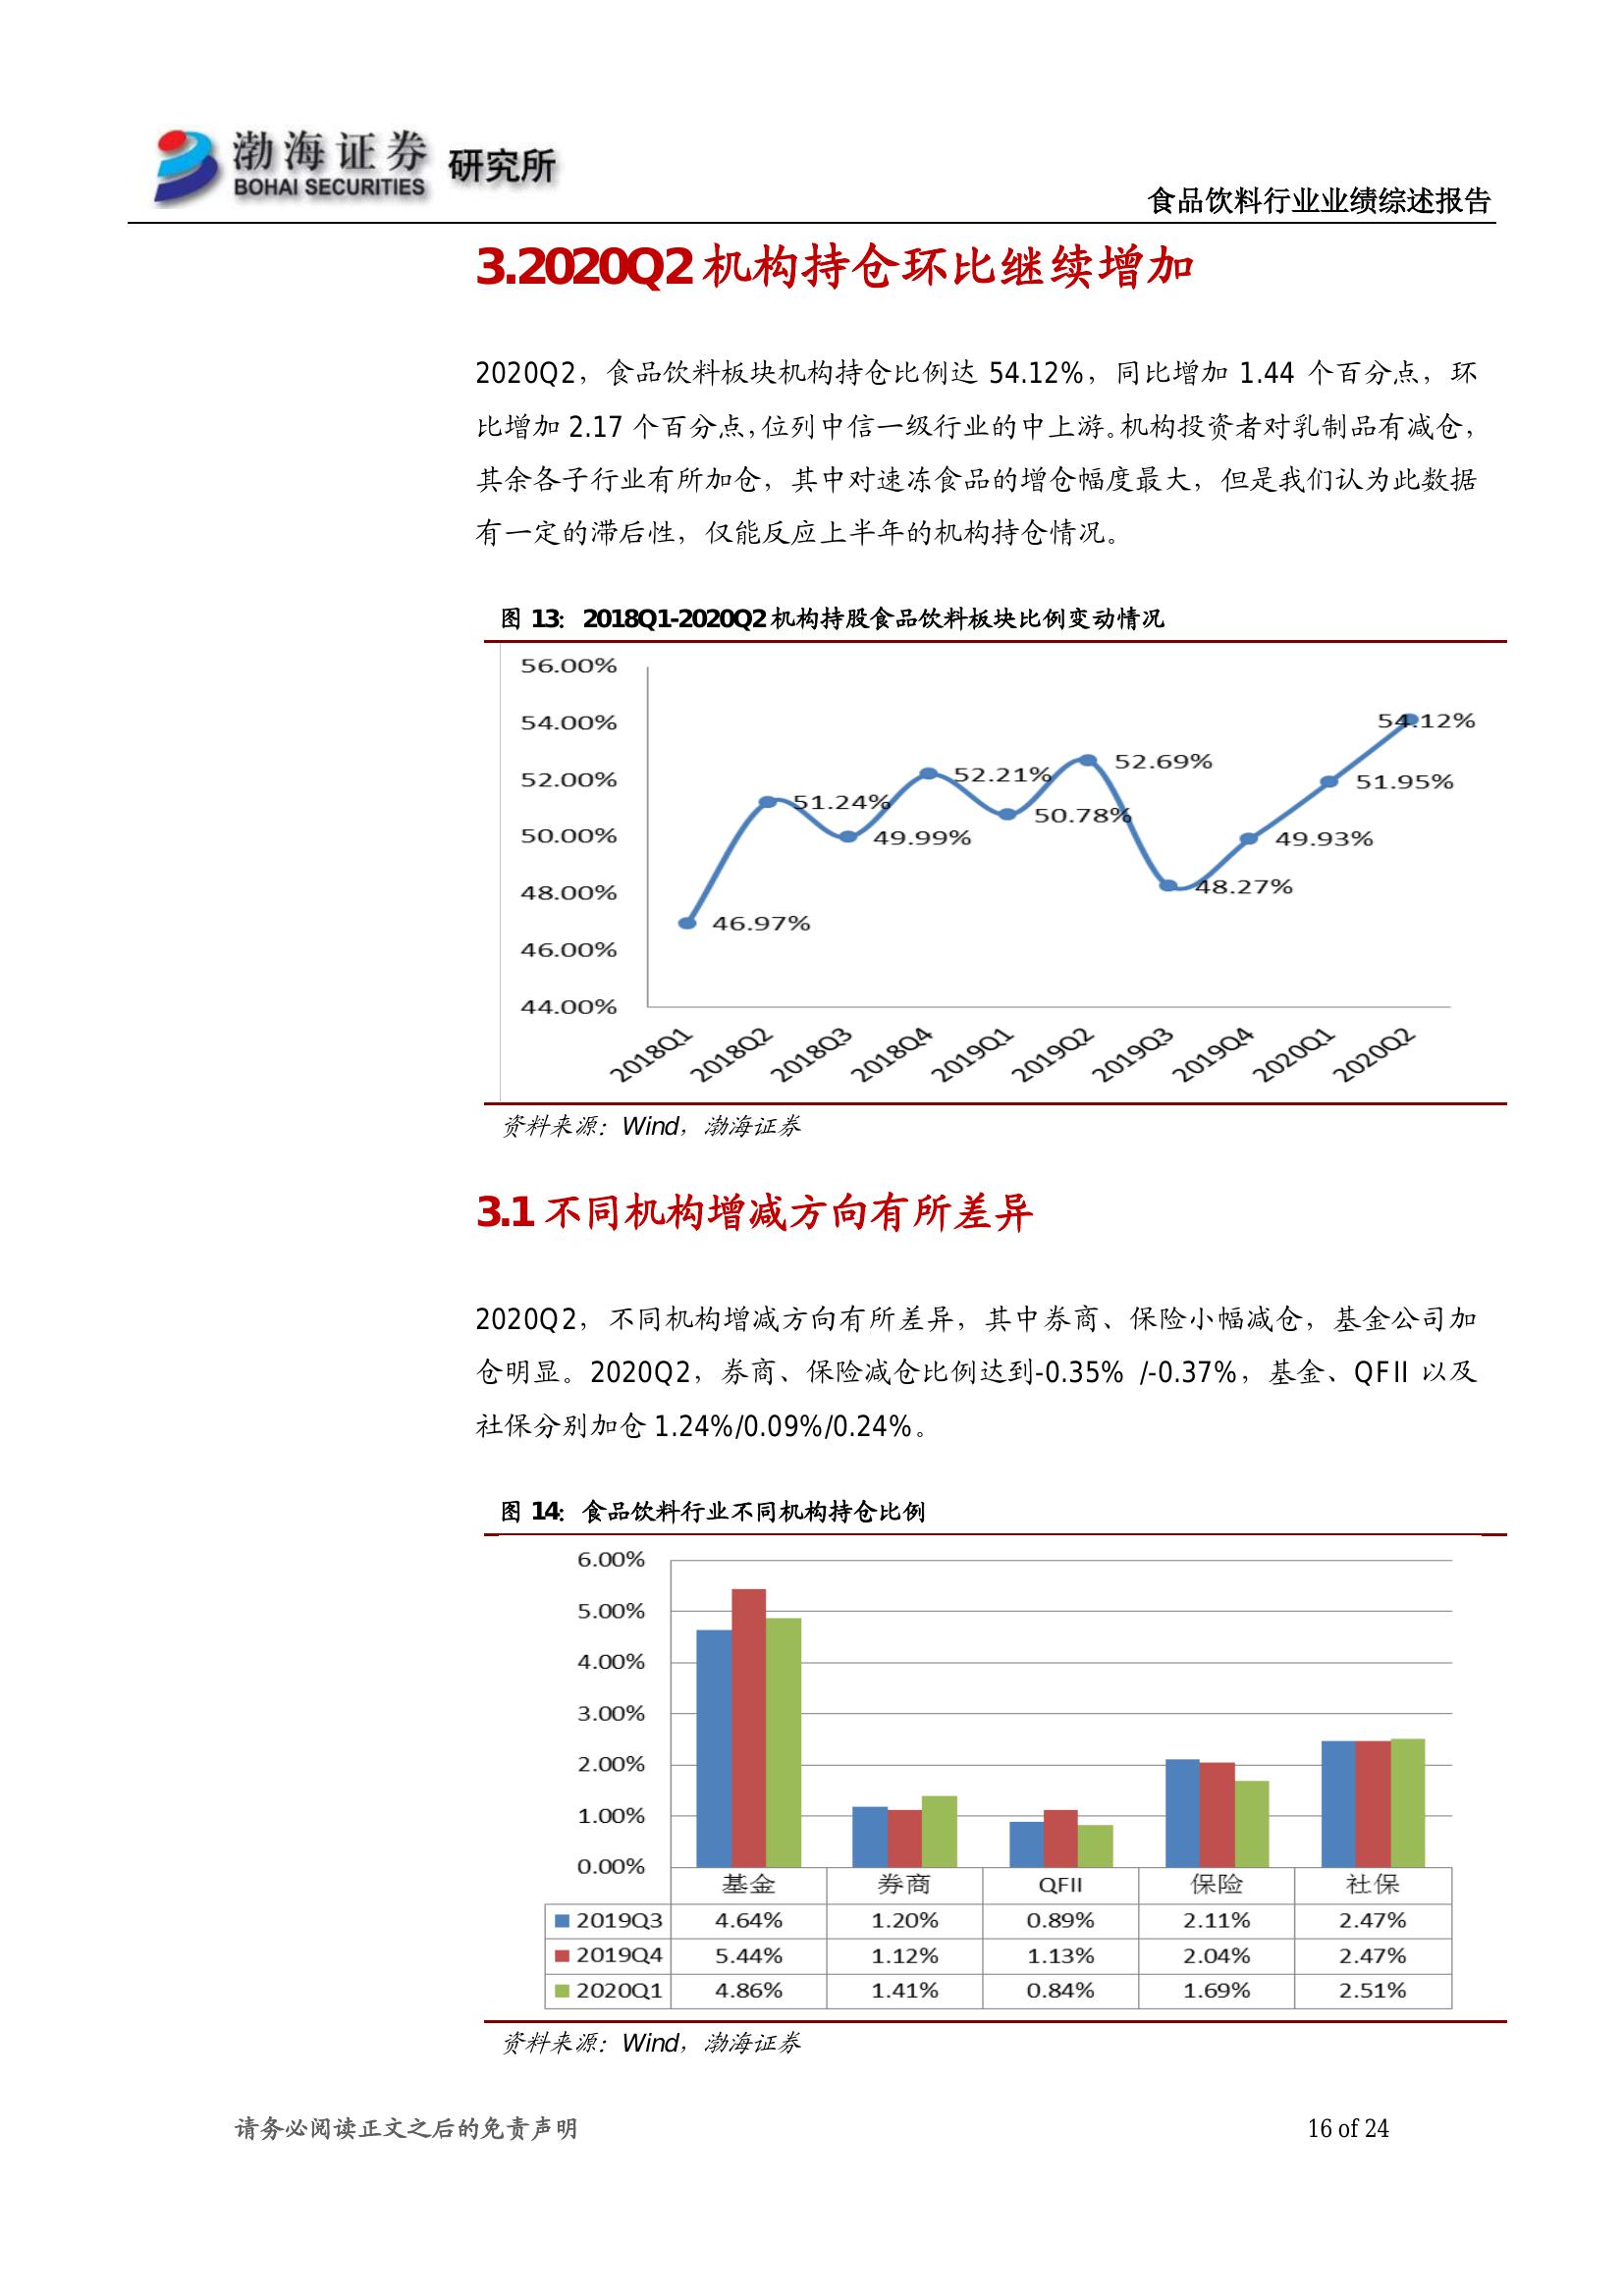 渤海证券 研究所
BOHAI SECURITIES
食品饮料行业业绩综述报告
3.2020Q2 机构持仓环比继续增加
2020Q2，食品饮料板块机构持仓比例达 54.12%，同比增加 1.44 个百分点，环
比增加 2.17 个百分点，位列中信一级行业的中上游。机构投资者对乳制品有减仓，
其余各子行业有所加仓，其中对速冻食品的增仓幅度最大，但是我们认为此数据
有一定的滞后性，仅能反应上半年的机构持仓情况。
图 13：2018Q1-2020Q2 机构持股食品饮料板块比例变动情况
56.00%
54.00%
52.00%
50.00%
48.00%
46.00%
44.00%
46.97%
51.24%
49.99%
52.21%
50.78%
52.69%
48.27%
49.93%
51.95%
54.12%
2018Q1 2018Q2 2018Q3 2018Q4 2019Q1 2019Q2 2019Q3 2019Q4 2020Q1 2020Q2
资料来源：Wind，渤海证券
3.1 不同机构增减方向有所差异
2020Q2，不同机构增减方向有所差异，其中券商、保险小幅减仓，基金公司加
仓明显。2020Q2，券商、保险减仓比例达到-0.35% /-0.37%，基金、QFII 以及
社保分别加仓 1.24%/0.09%/0.24%。
图 14：食品饮料行业不同机构持仓比例
6.00%
5.00%
4.00%
3.00%
2.00%
1.00%
0.00%
基金 券商 QFII 保险 社保
2019Q3 4.64% 1.20% 0.89% 2.11% 2.47%
2019Q4 5.44% 1.12% 1.13% 2.04% 2.47%
2020Q1 4.86% 1.41% 0.84% 1.69% 2.51%
资料来源：Wind，渤海证券
请务必阅读正文之后的免责声明 16 of 24